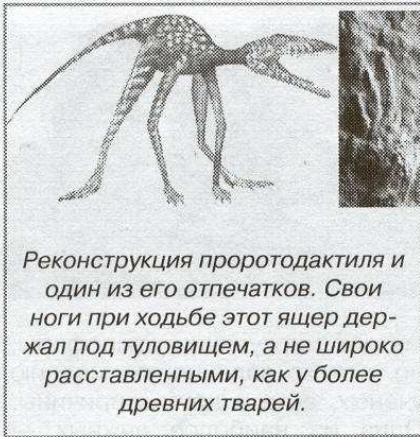 Реконструкция проротодактиля и
один из его отпечатков. Свои
ноги при ходьбе этот ящер дер-
жал под туловищем, а не широко
расставленными, как у более
древних тварей.